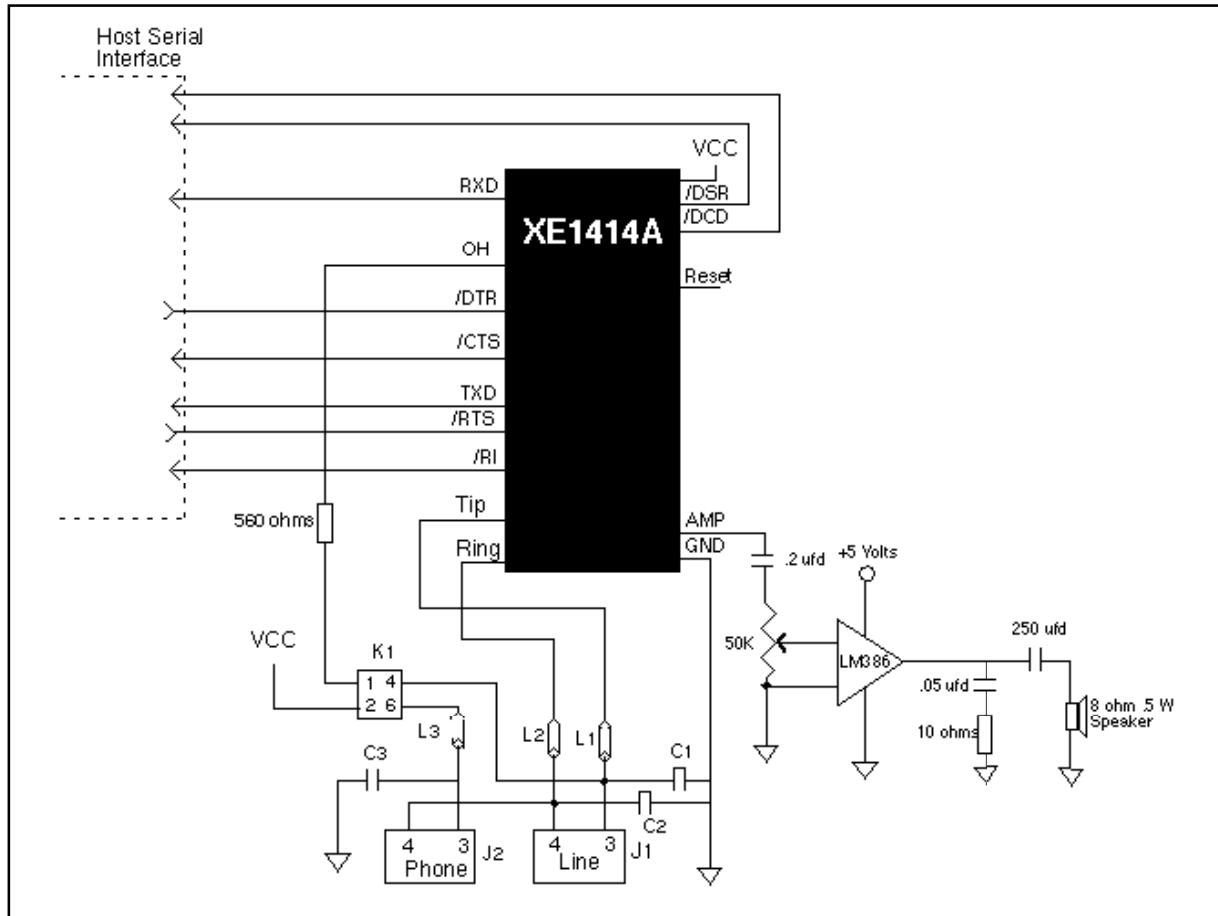 Host Serial
Interface
VCC
RXD
/DSR
/DCD
XE1414A
OH
Reset
/DTR
/CTS
TXD
/RTS
/RI
560 ohms
Tip
AMP
Ring
GND
.2 ufd
+5 Volts
VCC
K1
1 4
2 6
50K
LM386
250 ufd
.05 ufd
8 ohm .5 W
Speaker
10 ohms
L3
L2
L1
C3
C1
C2
4 3
J2
Phone
4 3
J1
Line